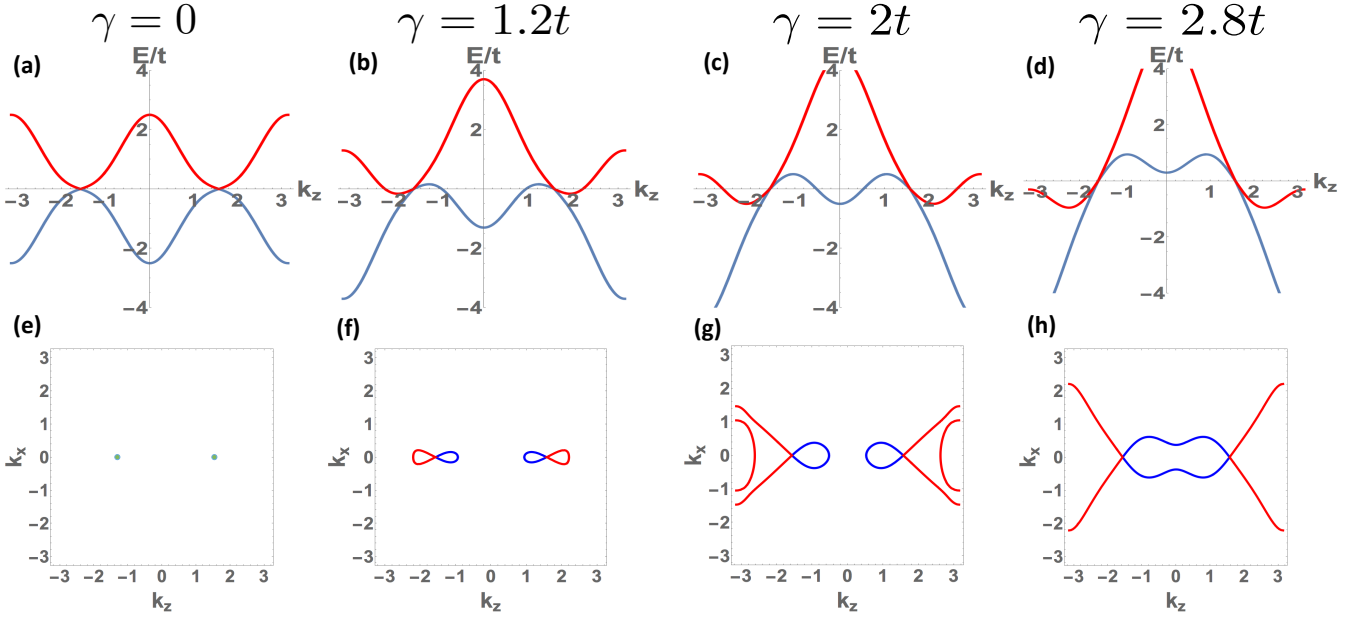 γ = 0 γ = 1.2t γ = 2t γ = 2.8t
(a) E/t (b) E/t (c) E/t (d) E/t
4 4 4 4
2 2 2 2
−3 −2 −1 1 2 3 k_z −3 −2 −1 1 2 3 k_z −3 −2 −1 1 2 3 k_z −3 −2 −1 1 2 3 k_z
−2 −2 −2 −2
−4 −4 −4 −4
(e) (f) (g) (h)
3 3 3 3
2 2 2 2
1 1 1 1
k_x 0 k_x 0 k_x 0 k_x 0
−1 −1 −1 −1
−2 −2 −2 −2
−3 −3 −3 −3
−3 −2 −1 0 1 2 3 −3 −2 −1 0 1 2 3 −3 −2 −1 0 1 2 3 −3 −2 −1 0 1 2 3
k_z k_z k_z k_z